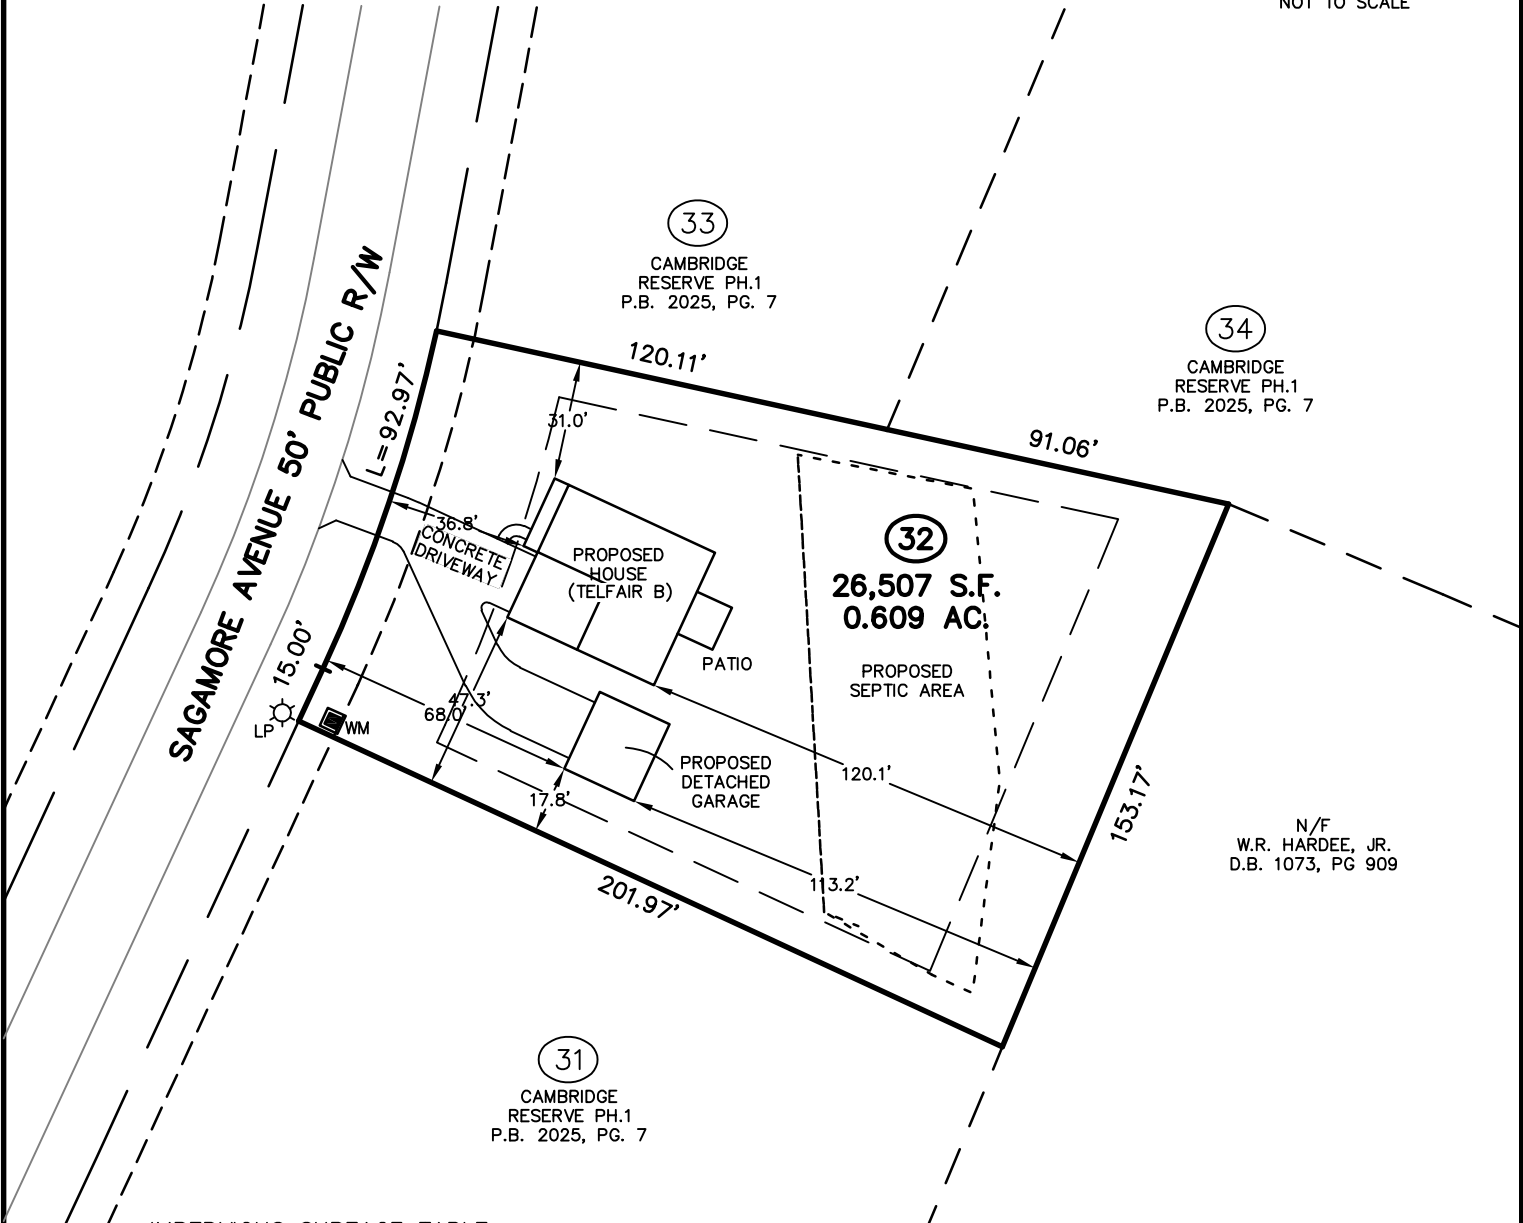 NOT TO SCALE
33
CAMBRIDGE
RESERVE PH.1
P.B. 2025, PG. 7
34
CAMBRIDGE
RESERVE PH.1
P.B. 2025, PG. 7
SAGAMORE AVENUE 50' PUBLIC R/W
L=92.97'
120.11'
91.06'
31.0'
36.8'
CONCRETE
DRIVEWAY
PROPOSED
HOUSE
(TELFAIR B)
32
26,507 S.F.
0.609 AC.
PROPOSED
SEPTIC AREA
PATIO
15.00'
LP
WM
47.3'
68.0'
17.8'
PROPOSED
DETACHED
GARAGE
120.1'
113.2'
153.17'
201.97'
N/F
W.R. HARDEE, JR.
D.B. 1073, PG 909
31
CAMBRIDGE
RESERVE PH.1
P.B. 2025, PG. 7
IMPERVIOUS SURFACE TABLE